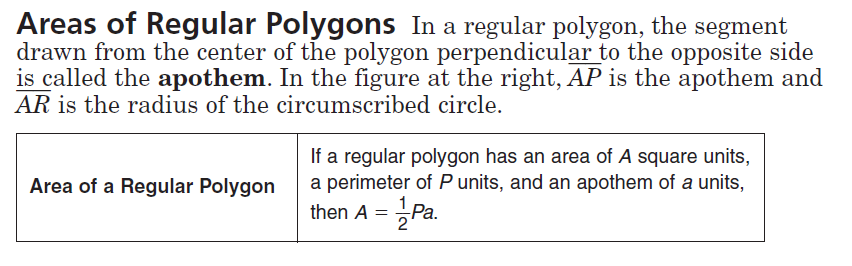 Areas of Regular Polygons In a regular polygon, the segment
drawn from the center of the polygon perpendicular to the opposite side
is called the apothem. In the figure at the right, AP is the apothem and
AR is the radius of the circumscribed circle.
Area of a Regular Polygon
If a regular polygon has an area of A square units,
a perimeter of P units, and an apothem of a units,
then A = 1/2 Pa.